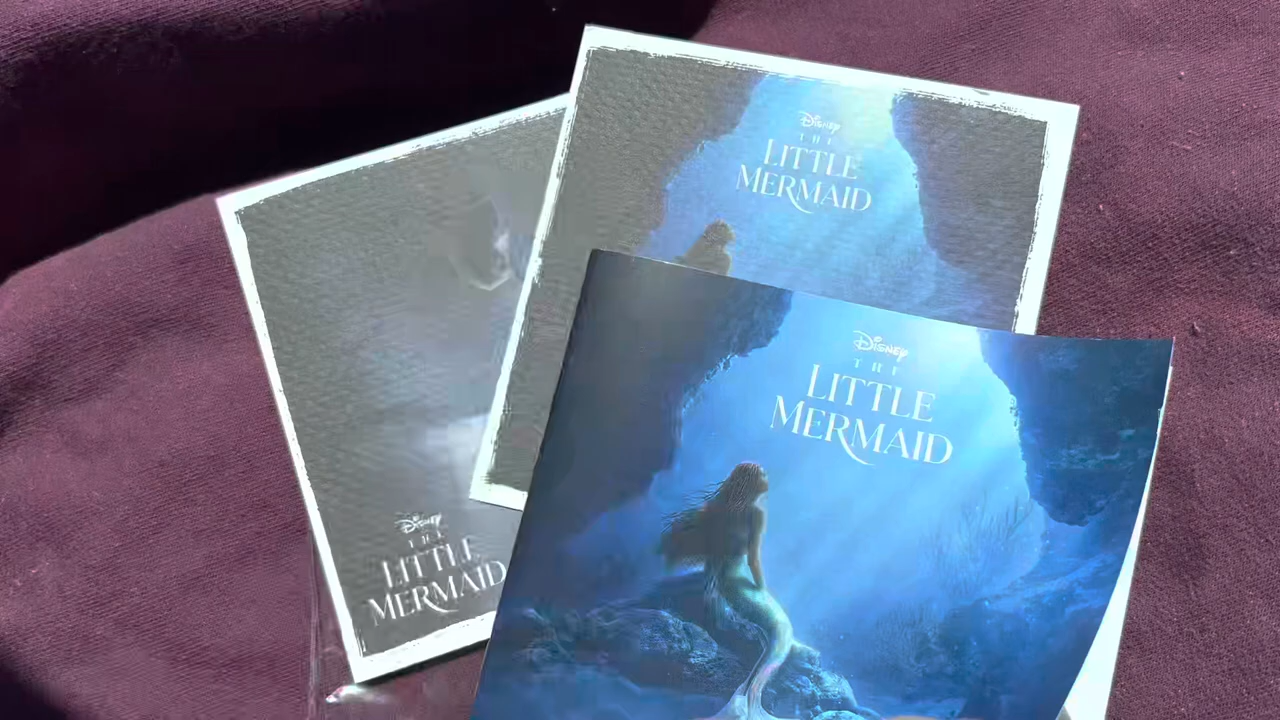 Disney
THE
LITTLE
MERMAID
Disney
THE
LITTLE
MERMAID
Disney
THE
LITTLE
MERMAID